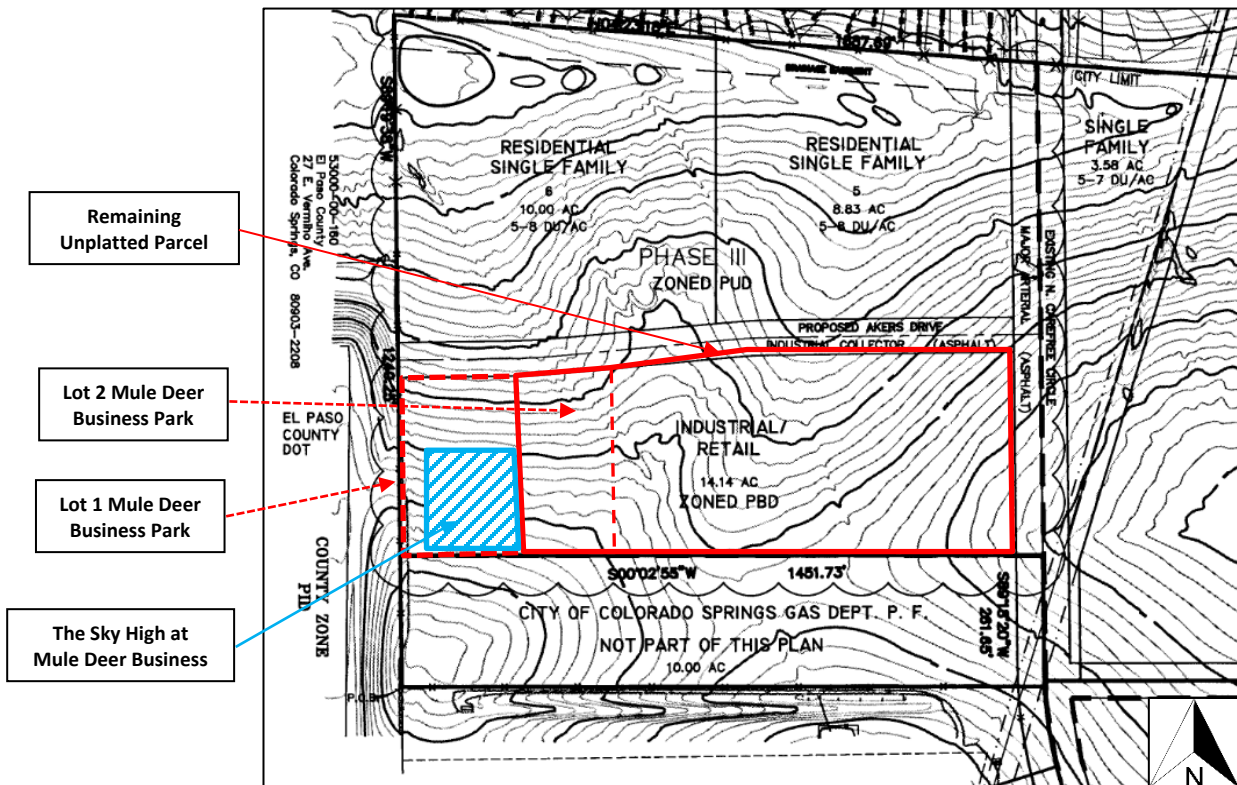 Remaining
Unplatted Parcel
Lot 2 Mule Deer
Business Park
Lot 1 Mule Deer
Business Park
The Sky High at
Mule Deer Business
DRAINAGE EASEMENT
CITY LIMIT
RESIDENTIAL
SINGLE FAMILY
6
10.00 AC
5-8 DU/AC
RESIDENTIAL
SINGLE FAMILY
5
8.83 AC
5-8 DU/AC
SINGLE
FAMILY
3.58 AC
5-7 DU/AC
53000-00-160
El Paso County
27 E. Vermijo Ave.
Colorado Springs, CO 80903-2208
PHASE III
ZONED PUD
PROPOSED AKERS DRIVE
INDUSTRIAL COLLECTOR (ASPHALT)
EXISTING N. CAREFREE CIRCLE
MAJOR ARTERIAL (ASPHALT)
EL PASO
COUNTY
DOT
INDUSTRIAL/
RETAIL
14.14 AC
ZONED PBD
COUNTY ZONE
PID
S00°02'55"W 1451.73'
S89°15'20"W
261.65'
CITY OF COLORADO SPRINGS GAS DEPT. P. F.
NOT PART OF THIS PLAN
10.00 AC
N